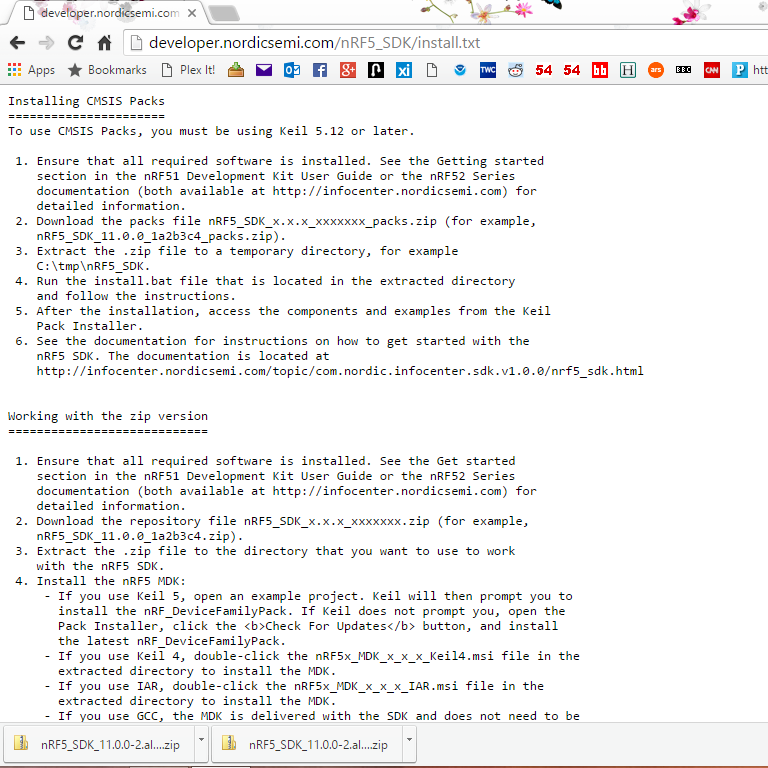 developer.nordicsemi.com
developer.nordicsemi.com/nRF5_SDK/install.txt
Apps Bookmarks Plex It! f g+ n xi TWC 54 54 bb H ars BBC CNN P htt
Installing CMSIS Packs
======================
To use CMSIS Packs, you must be using Keil 5.12 or later.
1. Ensure that all required software is installed. See the Getting started
section in the nRF51 Development Kit User Guide or the nRF52 Series
documentation (both available at http://infocenter.nordicsemi.com) for
detailed information.
2. Download the packs file nRF5_SDK_x.x.x_xxxxxxx_packs.zip (for example,
nRF5_SDK_11.0.0_1a2b3c4_packs.zip).
3. Extract the .zip file to a temporary directory, for example
C:\tmp\nRF5_SDK.
4. Run the install.bat file that is located in the extracted directory
and follow the instructions.
5. After the installation, access the components and examples from the Keil
Pack Installer.
6. See the documentation for instructions on how to get started with the
nRF5 SDK. The documentation is located at
http://infocenter.nordicsemi.com/topic/com.nordic.infocenter.sdk.v1.0.0/nrf5_sdk.html
Working with the zip version
============================
1. Ensure that all required software is installed. See the Get started
section in the nRF51 Development Kit User Guide or the nRF52 Series
documentation (both available at http://infocenter.nordicsemi.com) for
detailed information.
2. Download the repository file nRF5_SDK_x.x.x_xxxxxxx.zip (for example,
nRF5_SDK_11.0.0_1a2b3c4.zip).
3. Extract the .zip file to the directory that you want to use to work
with the nRF5 SDK.
4. Install the nRF5 MDK:
- If you use Keil 5, open an example project. Keil will then prompt you to
install the nRF_DeviceFamilyPack. If Keil does not prompt you, open the
Pack Installer, click the <b>Check For Updates</b> button, and install
the latest nRF_DeviceFamilyPack.
- If you use Keil 4, double-click the nRF5x_MDK_x_x_x_Keil4.msi file in the
extracted directory to install the MDK.
- If you use IAR, double-click the nRF5x_MDK_x_x_x_IAR.msi file in the
extracted directory to install the MDK.
- If you use GCC, the MDK is delivered with the SDK and does not need to be
nRF5_SDK_11.0.0-2.al....zip nRF5_SDK_11.0.0-2.al....zip